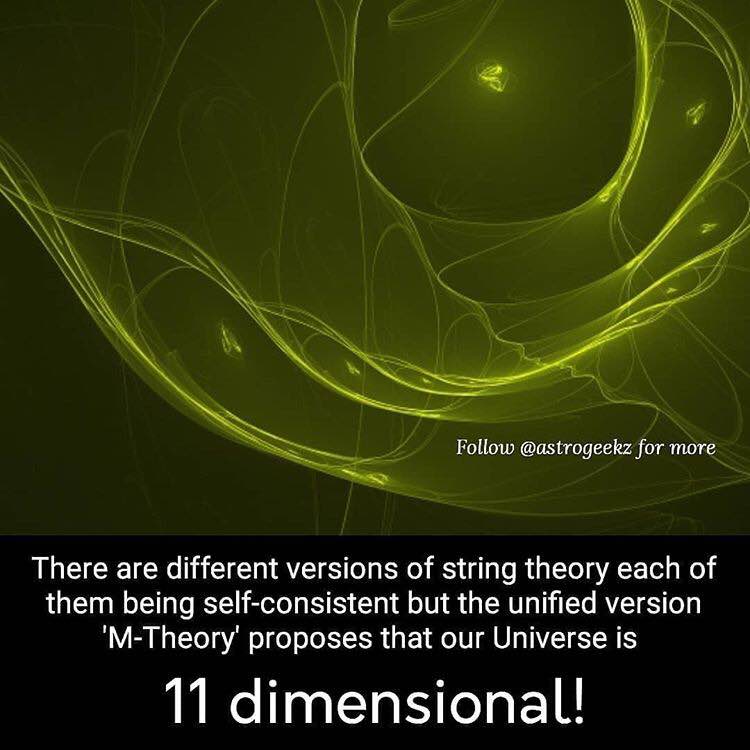 Follow @astrogeekz for more
There are different versions of string theory each of
them being self-consistent but the unified version
'M-Theory' proposes that our Universe is
11 dimensional!